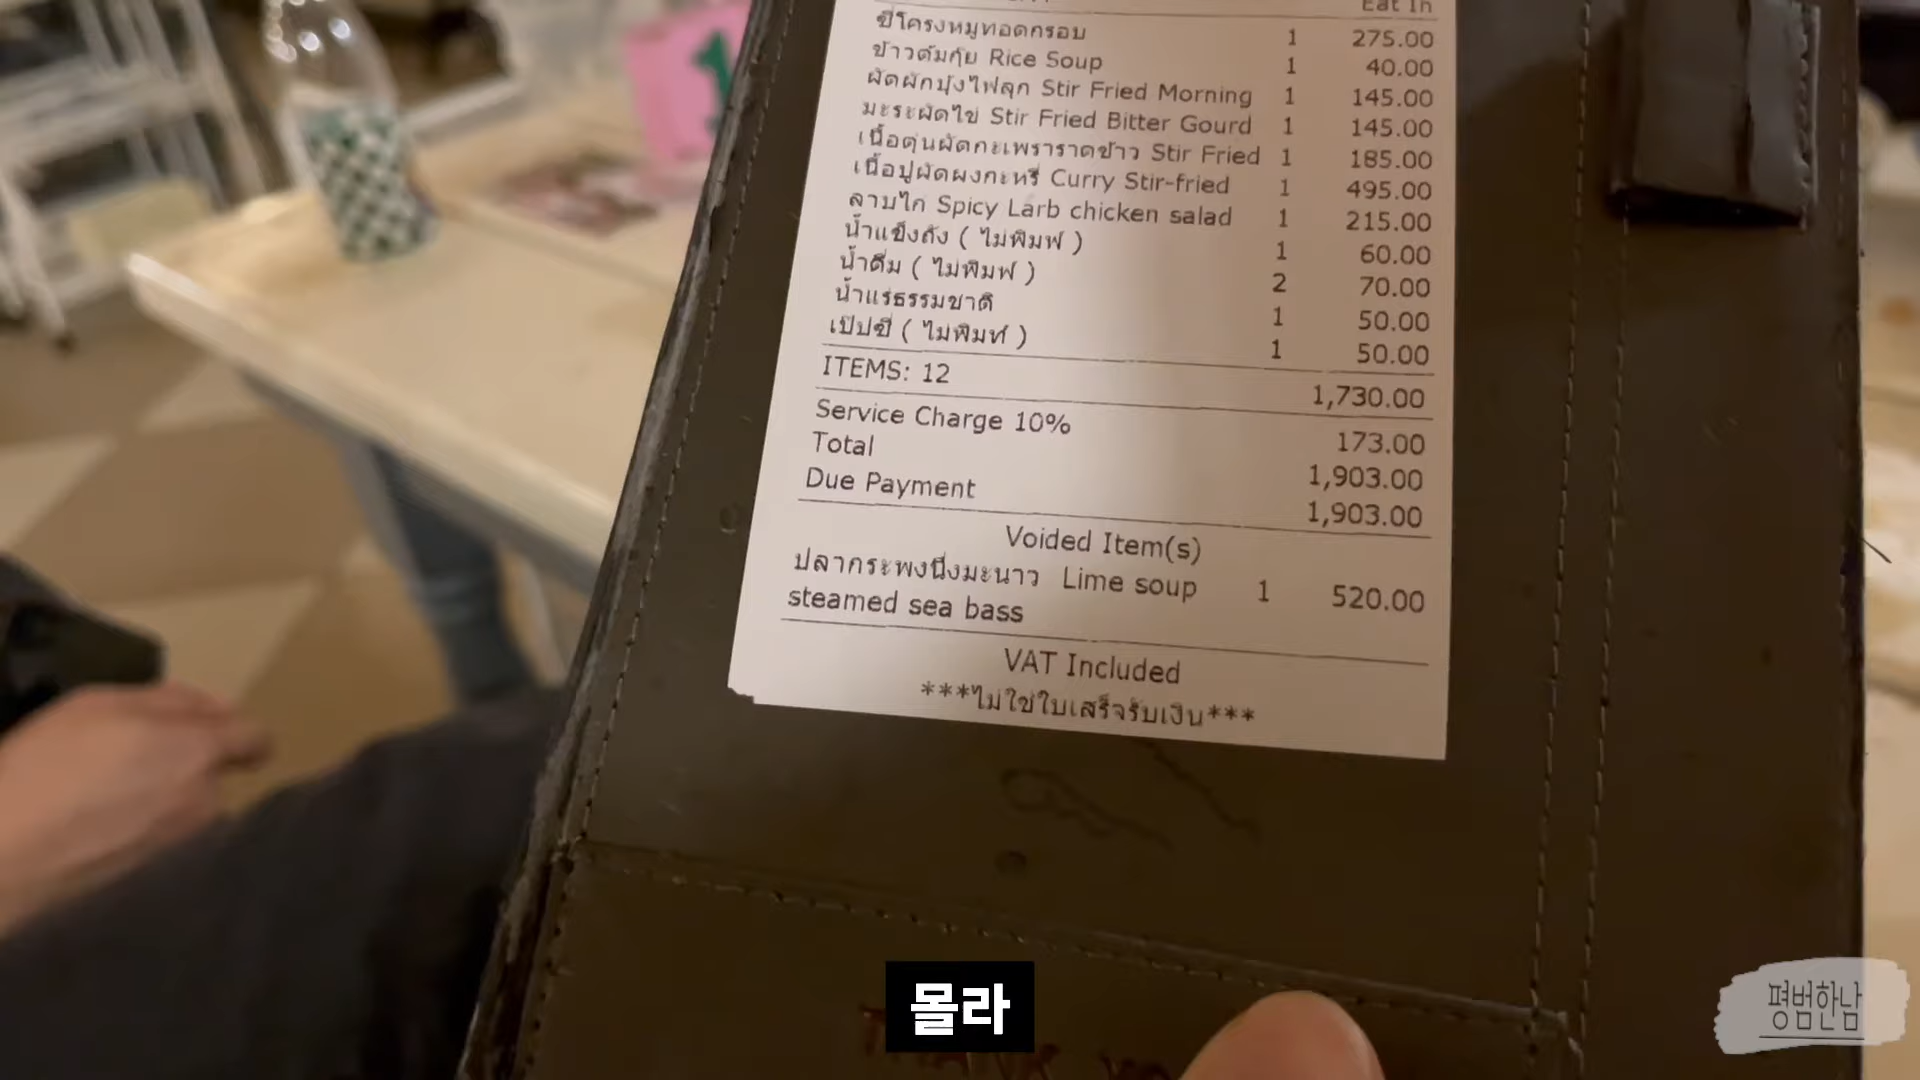 Eat In
ซี่โครงหมูทอดกรอบ 1 275.00
ข้าวต้มกุ๊ย Rice Soup 1 40.00
ผัดผักบุ้งไฟลุก Stir Fried Morning 1 145.00
มะระผัดไข่ Stir Fried Bitter Gourd 1 145.00
เนื้อตุ๋นผัดกะเพราราดข้าว Stir Fried 1 185.00
เนื้อปูผัดผงกะหรี่ Curry Stir-fried 1 495.00
ลาบไก่ Spicy Larb chicken salad 1 215.00
น้ำแข็งถัง ( ไม่พิมพ์ ) 1 60.00
น้ำดื่ม ( ไม่พิมพ์ ) 2 70.00
น้ำแร่ธรรมชาติ 1 50.00
เป๊ปซี่ ( ไม่พิมพ์ ) 1 50.00
ITEMS: 12 1,730.00
Service Charge 10% 173.00
Total 1,903.00
Due Payment 1,903.00
Voided Item(s)
ปลากระพงนึ่งมะนาว Lime soup 1 520.00
steamed sea bass
VAT Included
***ไม่ใช่ใบเสร็จรับเงิน***
몰라
평범한남